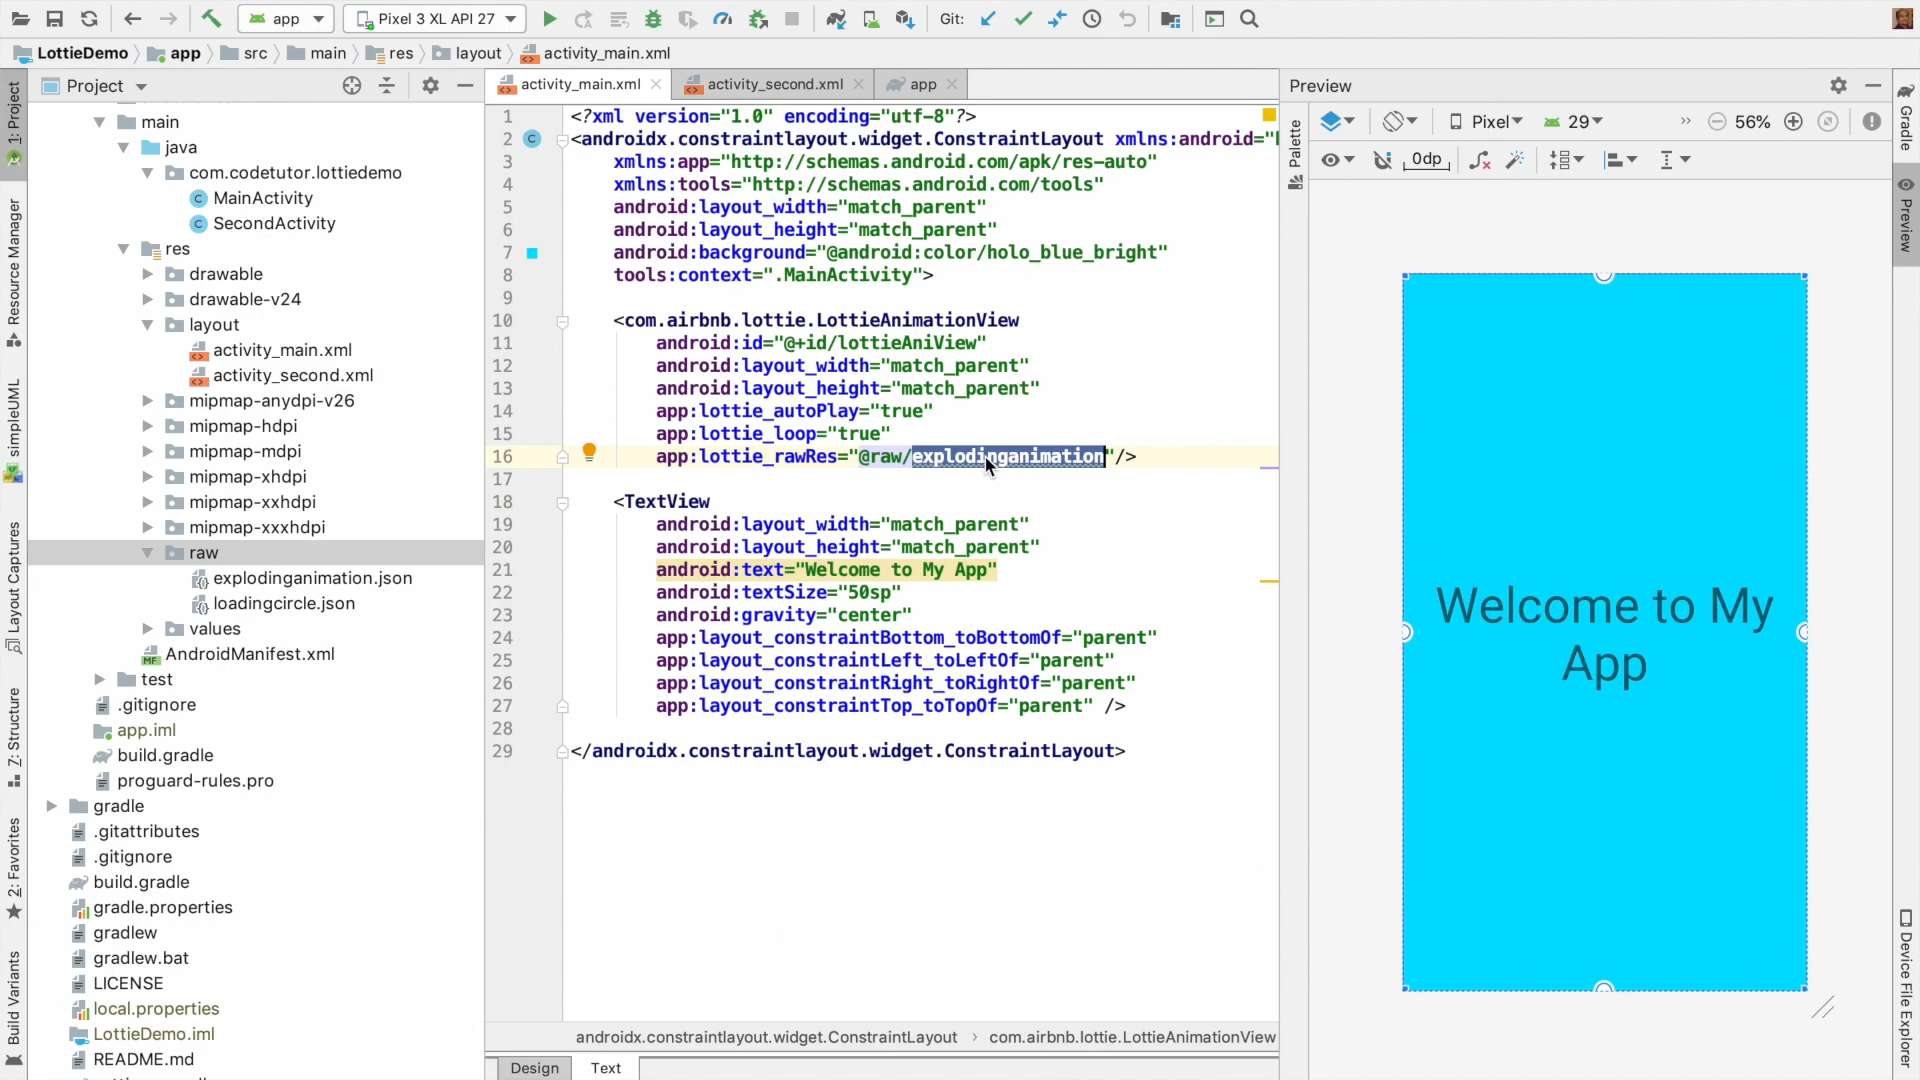 app
Pixel 3 XL API 27
Git:
LottieDemo
app
src
main
res
layout
activity_main.xml
1: Project
Resource Manager
simpleUML
Layout Captures
7: Structure
2: Favorites
Build Variants
Project
main
java
com.codetutor.lottiedemo
MainActivity
SecondActivity
res
drawable
drawable-v24
layout
activity_main.xml
activity_second.xml
mipmap-anydpi-v26
mipmap-hdpi
mipmap-mdpi
mipmap-xhdpi
mipmap-xxhdpi
mipmap-xxxhdpi
raw
explodinganimation.json
loadingcircle.json
values
AndroidManifest.xml
test
.gitignore
app.iml
build.gradle
proguard-rules.pro
gradle
.gitattributes
.gitignore
build.gradle
gradle.properties
gradlew
gradlew.bat
LICENSE
local.properties
LottieDemo.iml
README.md
activity_main.xml
activity_second.xml
app
1 <?xml version="1.0" encoding="utf-8"?>
2 <androidx.constraintlayout.widget.ConstraintLayout xmlns:android="
3 xmlns:app="http://schemas.android.com/apk/res-auto"
4 xmlns:tools="http://schemas.android.com/tools"
5 android:layout_width="match_parent"
6 android:layout_height="match_parent"
7 android:background="@android:color/holo_blue_bright"
8 tools:context=".MainActivity">
9
10 <com.airbnb.lottie.LottieAnimationView
11 android:id="@+id/lottieAniView"
12 android:layout_width="match_parent"
13 android:layout_height="match_parent"
14 app:lottie_autoPlay="true"
15 app:lottie_loop="true"
16 app:lottie_rawRes="@raw/explodinganimation"/>
17
18 <TextView
19 android:layout_width="match_parent"
20 android:layout_height="match_parent"
21 android:text="Welcome to My App"
22 android:textSize="50sp"
23 android:gravity="center"
24 app:layout_constraintBottom_toBottomOf="parent"
25 app:layout_constraintLeft_toLeftOf="parent"
26 app:layout_constraintRight_toRightOf="parent"
27 app:layout_constraintTop_toTopOf="parent" />
28
29 </androidx.constraintlayout.widget.ConstraintLayout>
androidx.constraintlayout.widget.ConstraintLayout › com.airbnb.lottie.LottieAnimationView
Design
Text
Preview
Palette
Pixel
29
56%
0dp
Welcome to My
App
Gradle
Preview
Device File Explorer